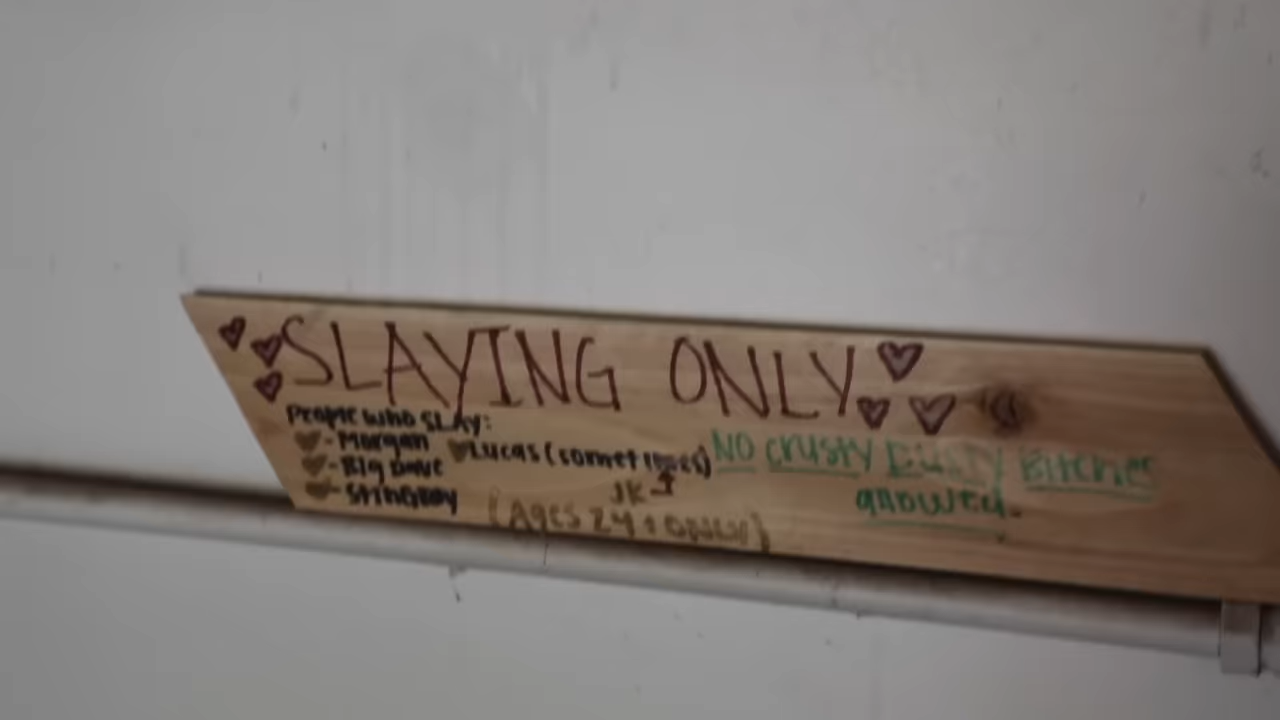 SLAYING ONLY
People who SLAY:
- Morgan
- Big Dave
- Stingray
Lucas (sometimes)
JK
(Ages 24 + only)
NO crusty Dusty Bitches
allowed.